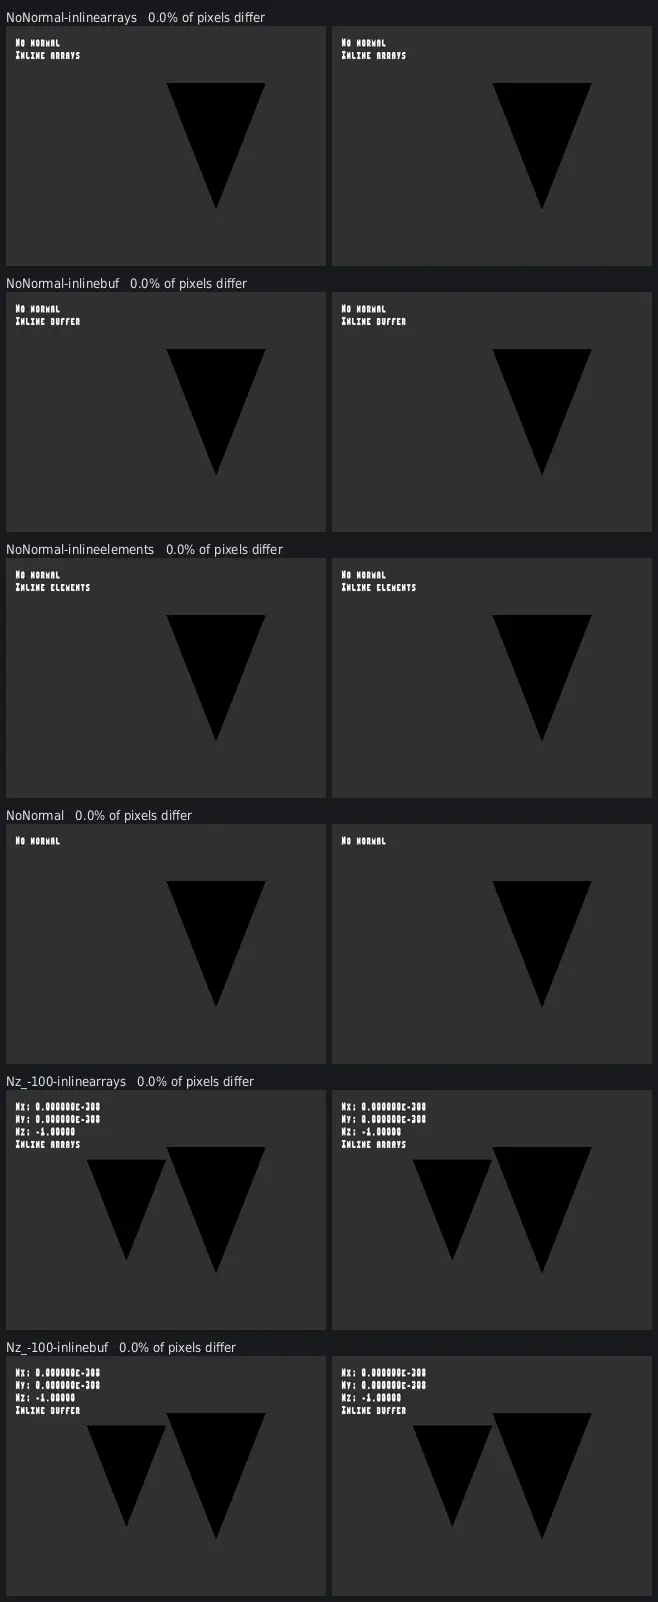 NoNormal-inlinearrays 0.0% of pixels differ
No normal
Inline arrays
No normal
Inline arrays
NoNormal-inlinebuf 0.0% of pixels differ
No normal
Inline buffer
No normal
Inline buffer
NoNormal-inlineelements 0.0% of pixels differ
No normal
Inline elements
No normal
Inline elements
NoNormal 0.0% of pixels differ
No normal
No normal
Nz_-100-inlinearrays 0.0% of pixels differ
Nx: 0.000000e-308
Ny: 0.000000e-308
Nz: -1.00000
Inline arrays
Nx: 0.000000e-308
Ny: 0.000000e-308
Nz: -1.00000
Inline arrays
Nz_-100-inlinebuf 0.0% of pixels differ
Nx: 0.000000e-308
Ny: 0.000000e-308
Nz: -1.00000
Inline buffer
Nx: 0.000000e-308
Ny: 0.000000e-308
Nz: -1.00000
Inline buffer